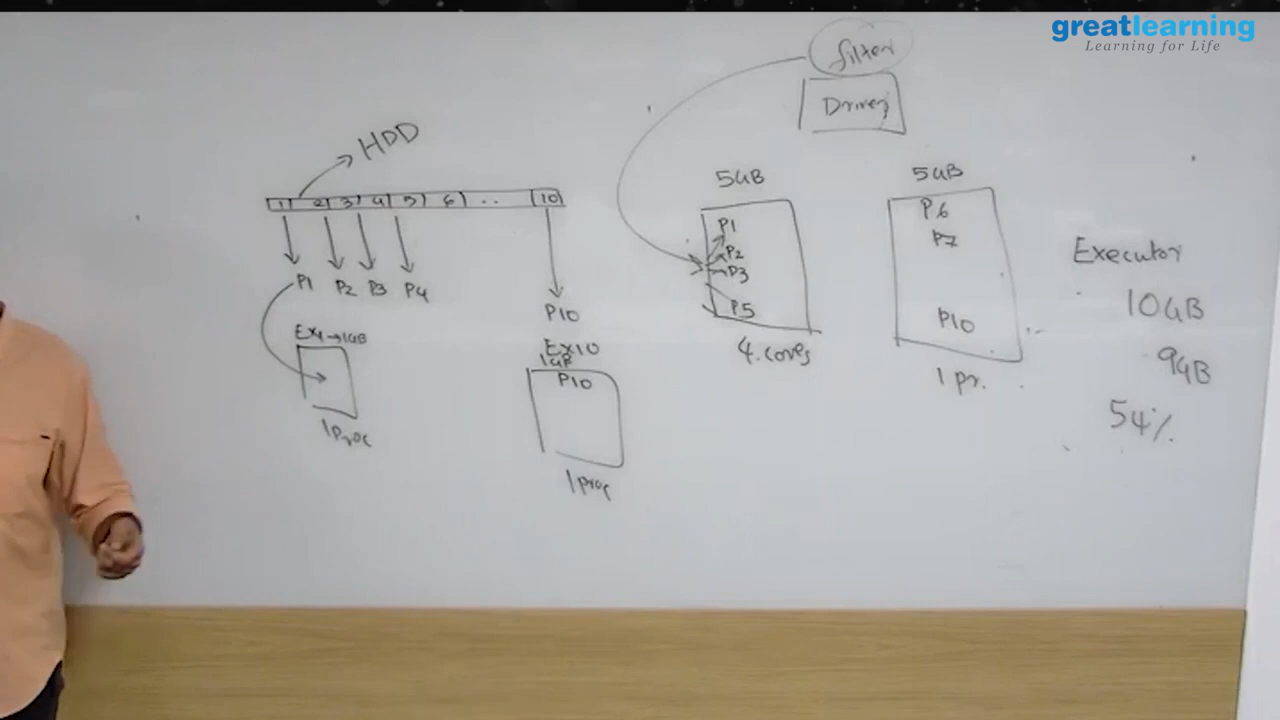 greatlearning
Learning for Life
filter
Driver
HDD
1 2 3 4 5 6 .. 10
P1 P2 P3 P4
P10
Ex1→1GB
1 Proc
Ex10
1GB
P10
1 proc
5GB
P1
P2
P3
P5
4 cores
5GB
P6
P7
P10
1 pr.
Executor
10GB
9GB
54%